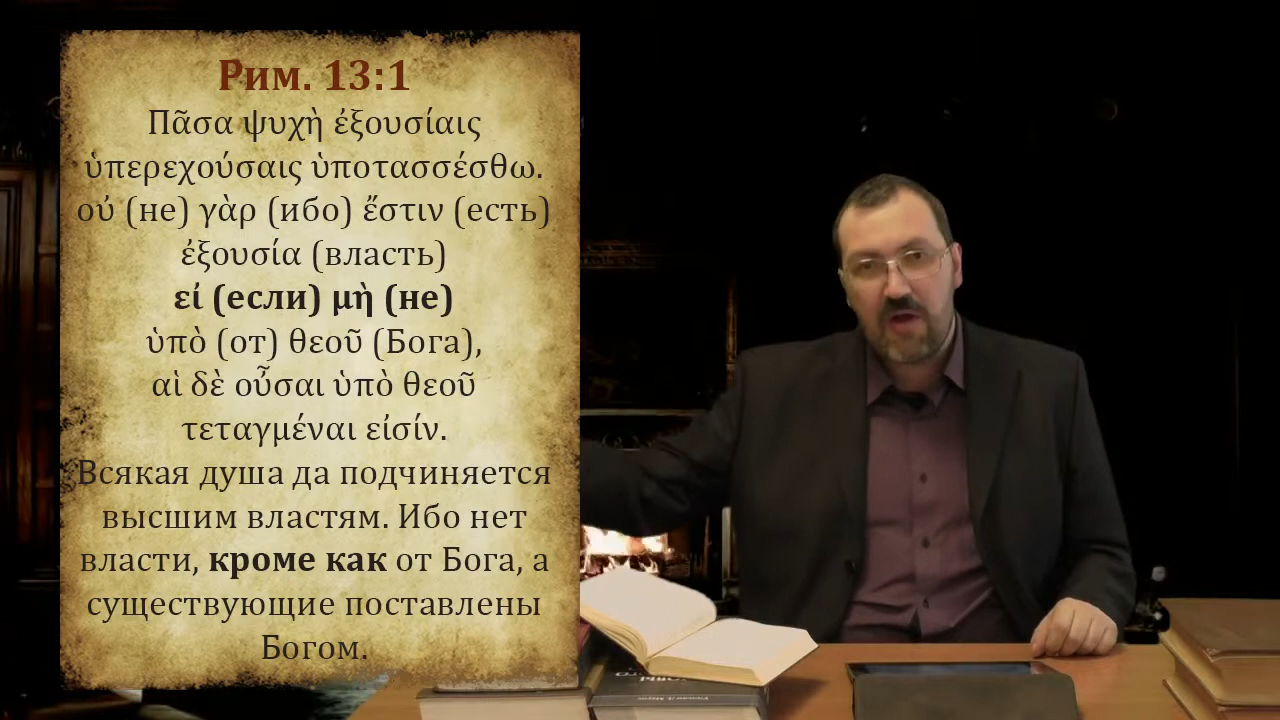 Рим. 13:1
Πᾶσα ψυχὴ ἐξουσίαις
ὑπερεχούσαις ὑποτασσέσθω.
οὐ (не) γὰρ (ибо) ἔστιν (есть)
ἐξουσία (власть)
εἰ (если) μὴ (не)
ὑπὸ (от) θεοῦ (Бога),
αἱ δὲ οὖσαι ὑπὸ θεοῦ
τεταγμέναι εἰσίν.
Всякая душа да подчиняется
высшим властям. Ибо нет
власти, кроме как от Бога, а
существующие поставлены
Богом.